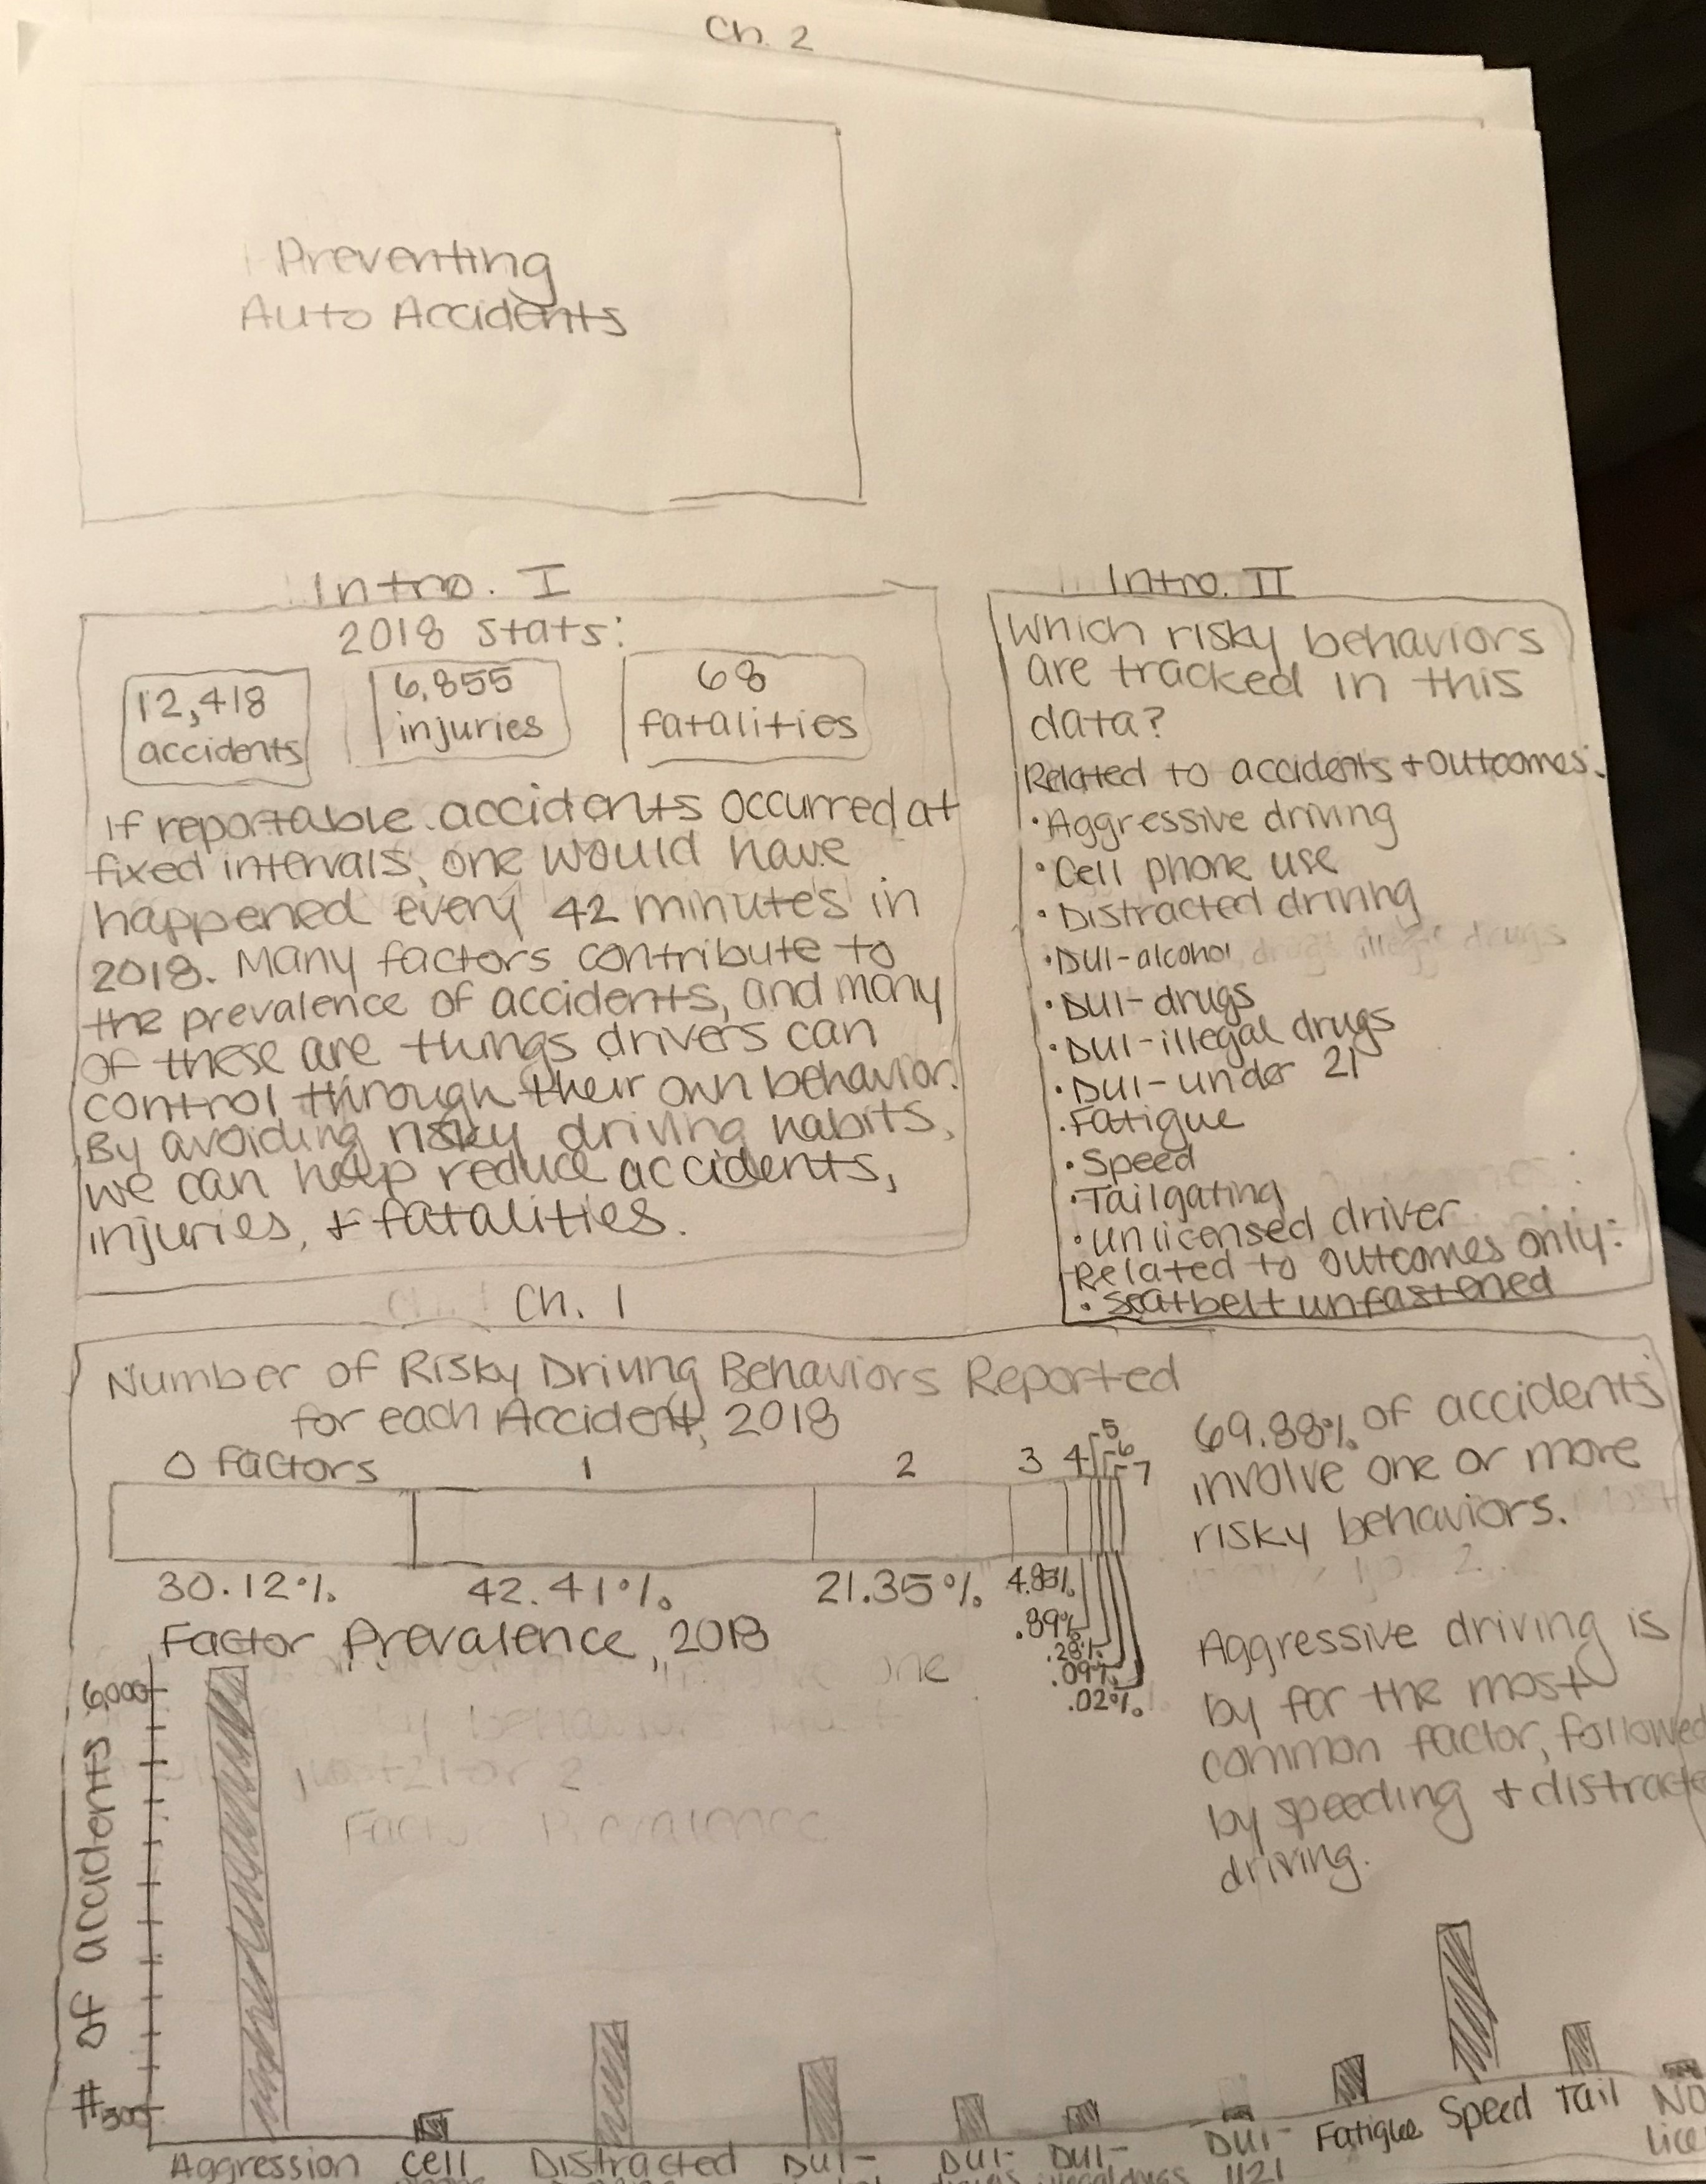 Ch. 2
Preventing
Auto Accidents
Intro. I
2018 Stats:
12,418
accidents
6,855
injuries
68
fatalities
If reportable accidents occurred at
fixed intervals, one would have
happened every 42 minutes in
2018. Many factors contribute to
the prevalence of accidents, and many
of these are things drivers can
control through their own behavior.
By avoiding risky driving habits,
we can help reduce accidents,
injuries, + fatalities.
Intro. II
Which risky behaviors
are tracked in this
data?
Related to accidents + outcomes:
• Aggressive driving
• Cell phone use
• Distracted driving
• DUI-alcohol
• DUI-drugs
• DUI-illegal drugs
• DUI-under 21
• Fatigue
• Speed
• Tailgating
• unlicensed driver
Related to outcomes only:
• Seatbelt unfastened
Ch. 1
Number of Risky Driving Behaviors Reported
for each Accident, 2018
0 factors 1 2 3 4 5 6 7
30.12% 42.41% 21.35% 4.85%
.89%
.28%
.09%
.02%
69.88% of accidents
involve one or more
risky behaviors.
Factor Prevalence, 2018
Aggressive driving is
by far the most
common factor, followed
by speeding + distracte
driving.
# of accidents
6,000
500
Aggression Cell Distracted DUI- DUI- DUI- DUI- Fatigue Speed Tail NO
illegal drugs U21 lice